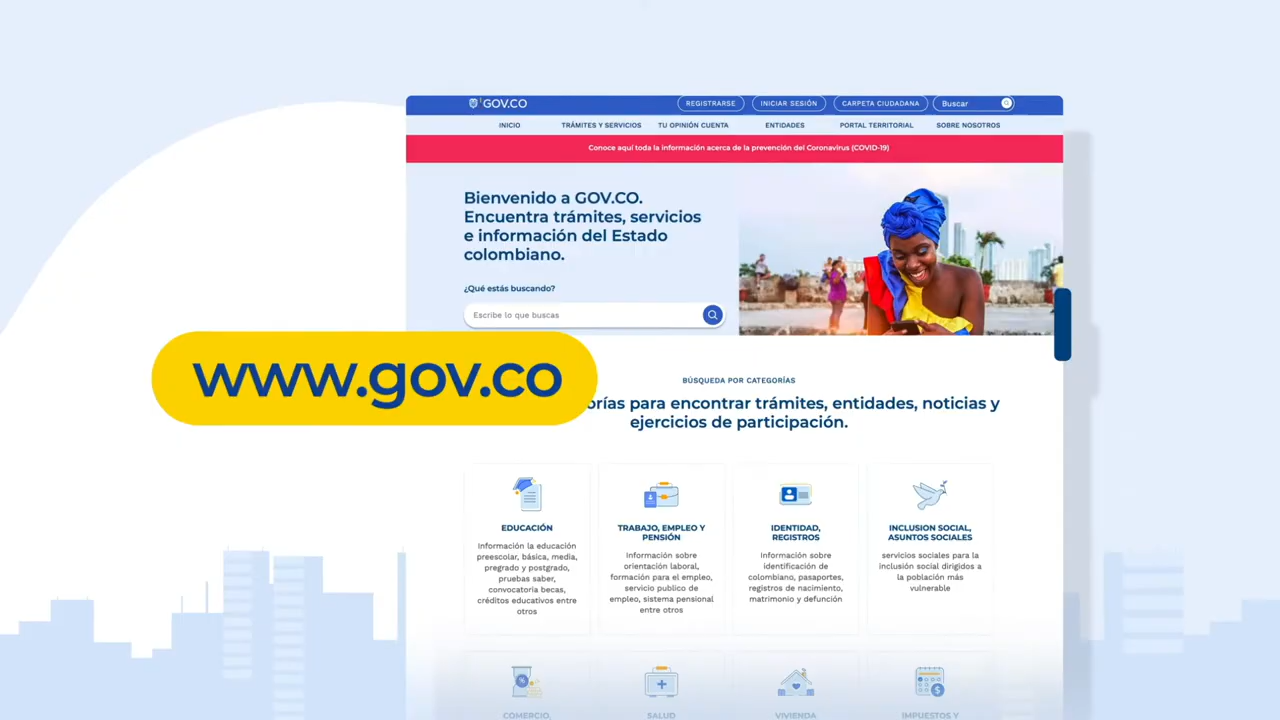 GOV.CO
REGISTRARSE
INICIAR SESIÓN
CARPETA CIUDADANA
Buscar
INICIO
TRÁMITES Y SERVICIOS
TU OPINIÓN CUENTA
ENTIDADES
PORTAL TERRITORIAL
SOBRE NOSOTROS
Conoce aquí toda la información acerca de la prevención del Coronavirus (COVID-19)
Bienvenido a GOV.CO.
Encuentra trámites, servicios
e información del Estado
colombiano.
¿Qué estás buscando?
Escribe lo que buscas
www.gov.co
BÚSQUEDA POR CATEGORÍAS
para encontrar trámites, entidades, noticias y
ejercicios de participación.
EDUCACIÓN
Información la educación
preescolar, básica, media,
pregrado y postgrado,
pruebas saber,
convocatoria becas,
créditos educativos entre
otros
TRABAJO, EMPLEO Y
PENSIÓN
Información sobre
orientación laboral,
formación para el empleo,
servicio publico de
empleo, sistema pensional
entre otros
IDENTIDAD,
REGISTROS
Información sobre
identificación de
colombiano, pasaportes,
registros de nacimiento,
matrimonio y defunción
INCLUSION SOCIAL,
ASUNTOS SOCIALES
servicios sociales para la
inclusión social dirigidos a
la población más
vulnerable
COMERCIO,
SALUD
VIVIENDA
IMPUESTOS Y